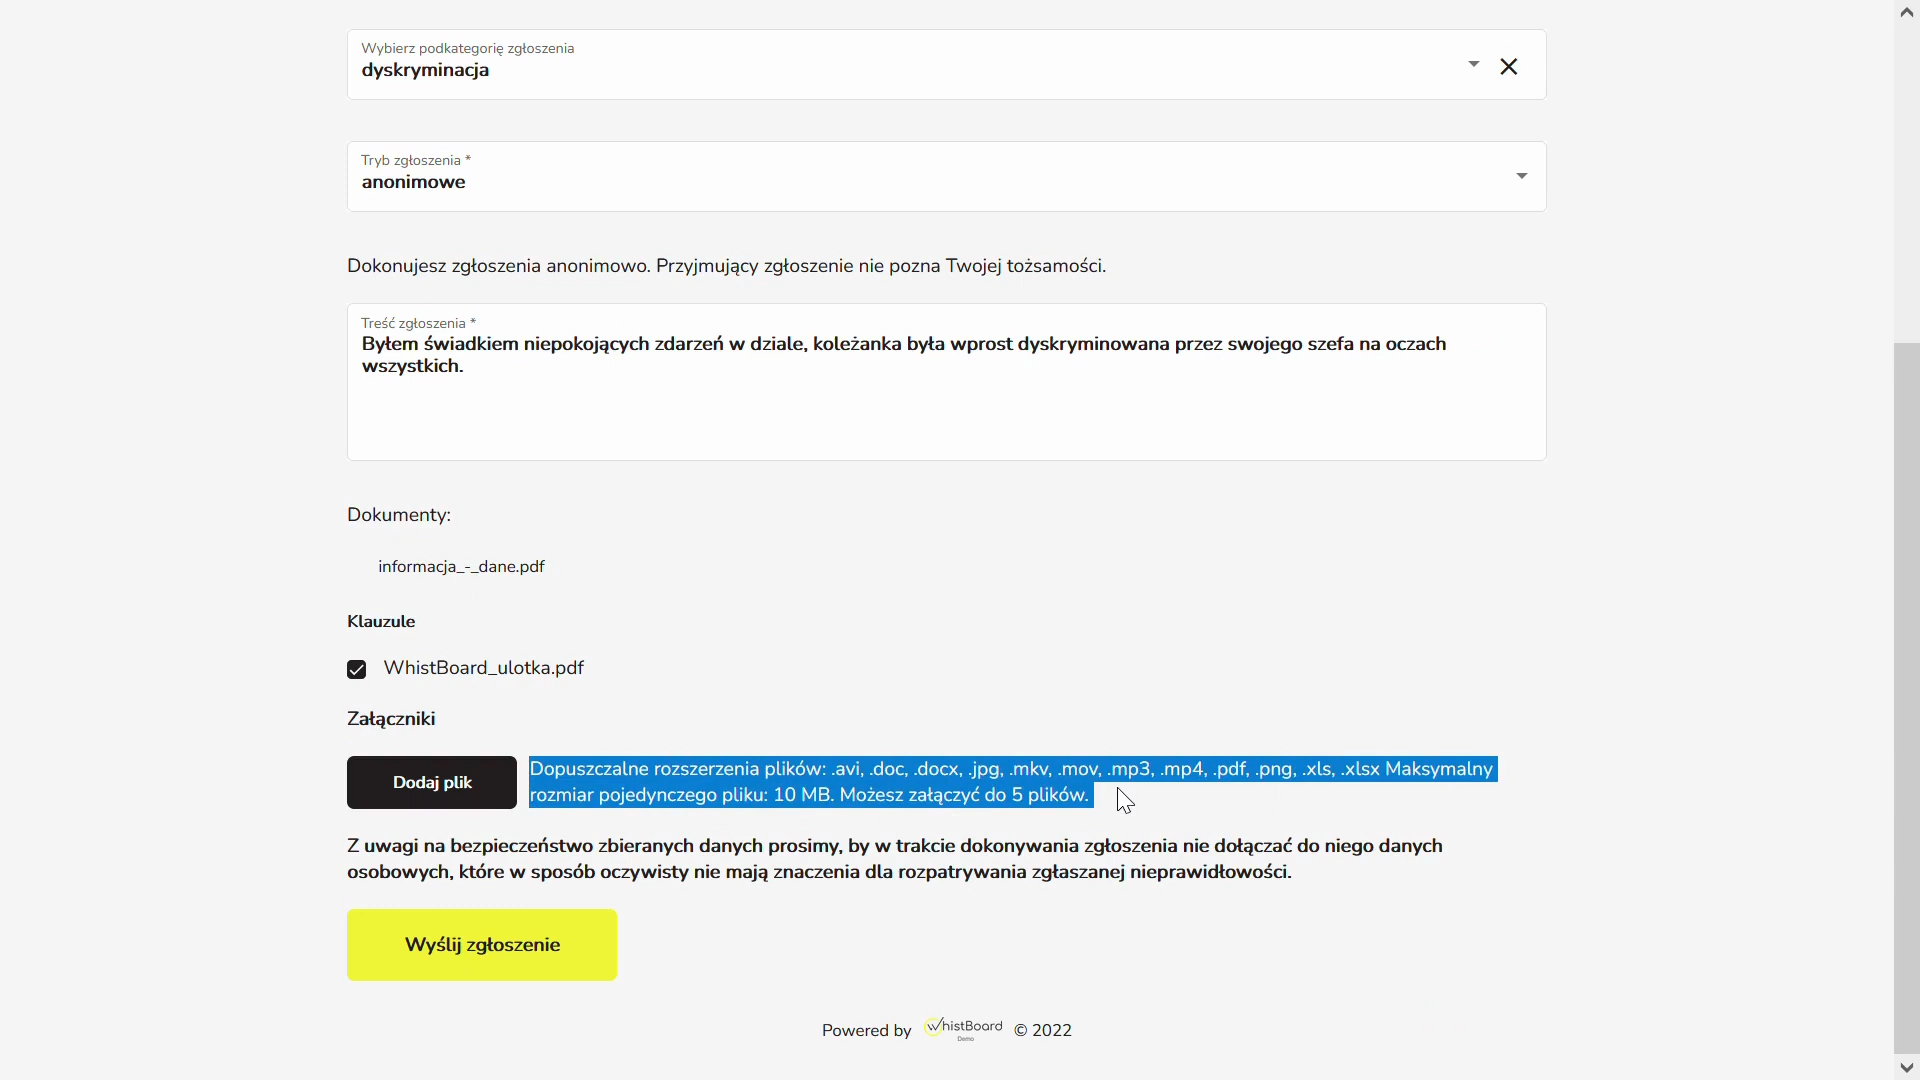 Wybierz podkategorię zgłoszenia
dyskryminacja
Tryb zgłoszenia *
anonimowe
Dokonujesz zgłoszenia anonimowo. Przyjmujący zgłoszenie nie pozna Twojej tożsamości.
Treść zgłoszenia *
Byłem świadkiem niepokojących zdarzeń w dziale, koleżanka była wprost dyskryminowana przez swojego szefa na oczach
wszystkich.
Dokumenty:
informacja_-_dane.pdf
Klauzule
WhistBoard_ulotka.pdf
Załączniki
Dodaj plik
Dopuszczalne rozszerzenia plików: .avi, .doc, .docx, .jpg, .mkv, .mov, .mp3, .mp4, .pdf, .png, .xls, .xlsx Maksymalny
rozmiar pojedynczego pliku: 10 MB. Możesz załączyć do 5 plików.
Z uwagi na bezpieczeństwo zbieranych danych prosimy, by w trakcie dokonywania zgłoszenia nie dołączać do niego danych
osobowych, które w sposób oczywisty nie mają znaczenia dla rozpatrywania zgłaszanej nieprawidłowości.
Wyślij zgłoszenie
Powered by WhistBoard © 2022
Demo